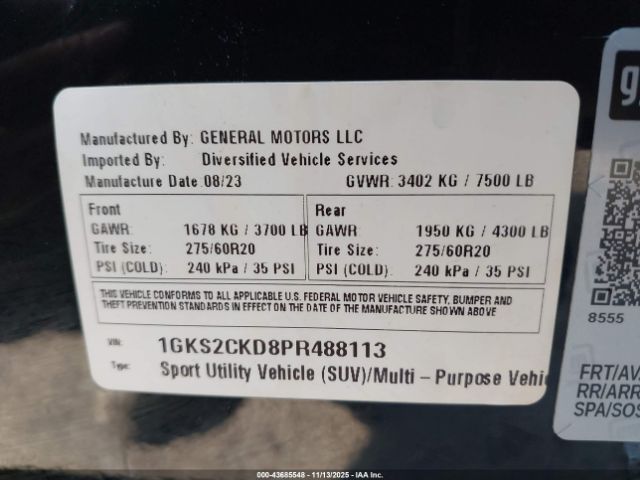 Manufactured By: GENERAL MOTORS LLC
Imported By: Diversified Vehicle Services
Manufacture Date: 08/23 GVWR: 3402 KG / 7500 LB
Front
GAWR: 1678 KG / 3700 LB
Tire Size: 275/60R20
PSI (COLD): 240 kPa / 35 PSI
Rear
GAWR: 1950 KG / 4300 LB
Tire Size: 275/60R20
PSI (COLD): 240 kPa / 35 PSI
THIS VEHICLE CONFORMS TO ALL APPLICABLE U.S. FEDERAL MOTOR VEHICLE SAFETY, BUMPER AND
THEFT PREVENTION STANDARDS IN EFFECT ON THE DATE OF THE MANUFACTURE SHOWN ABOVE.
VIN: 1GKS2CKD8PR488113
Type: Sport Utility Vehicle (SUV)/Multi - Purpose Vehi
8555
FRT/AV
RR/ARR
SPA/SOS
000-43685548 | 11/13/2025 | IAA, Inc.